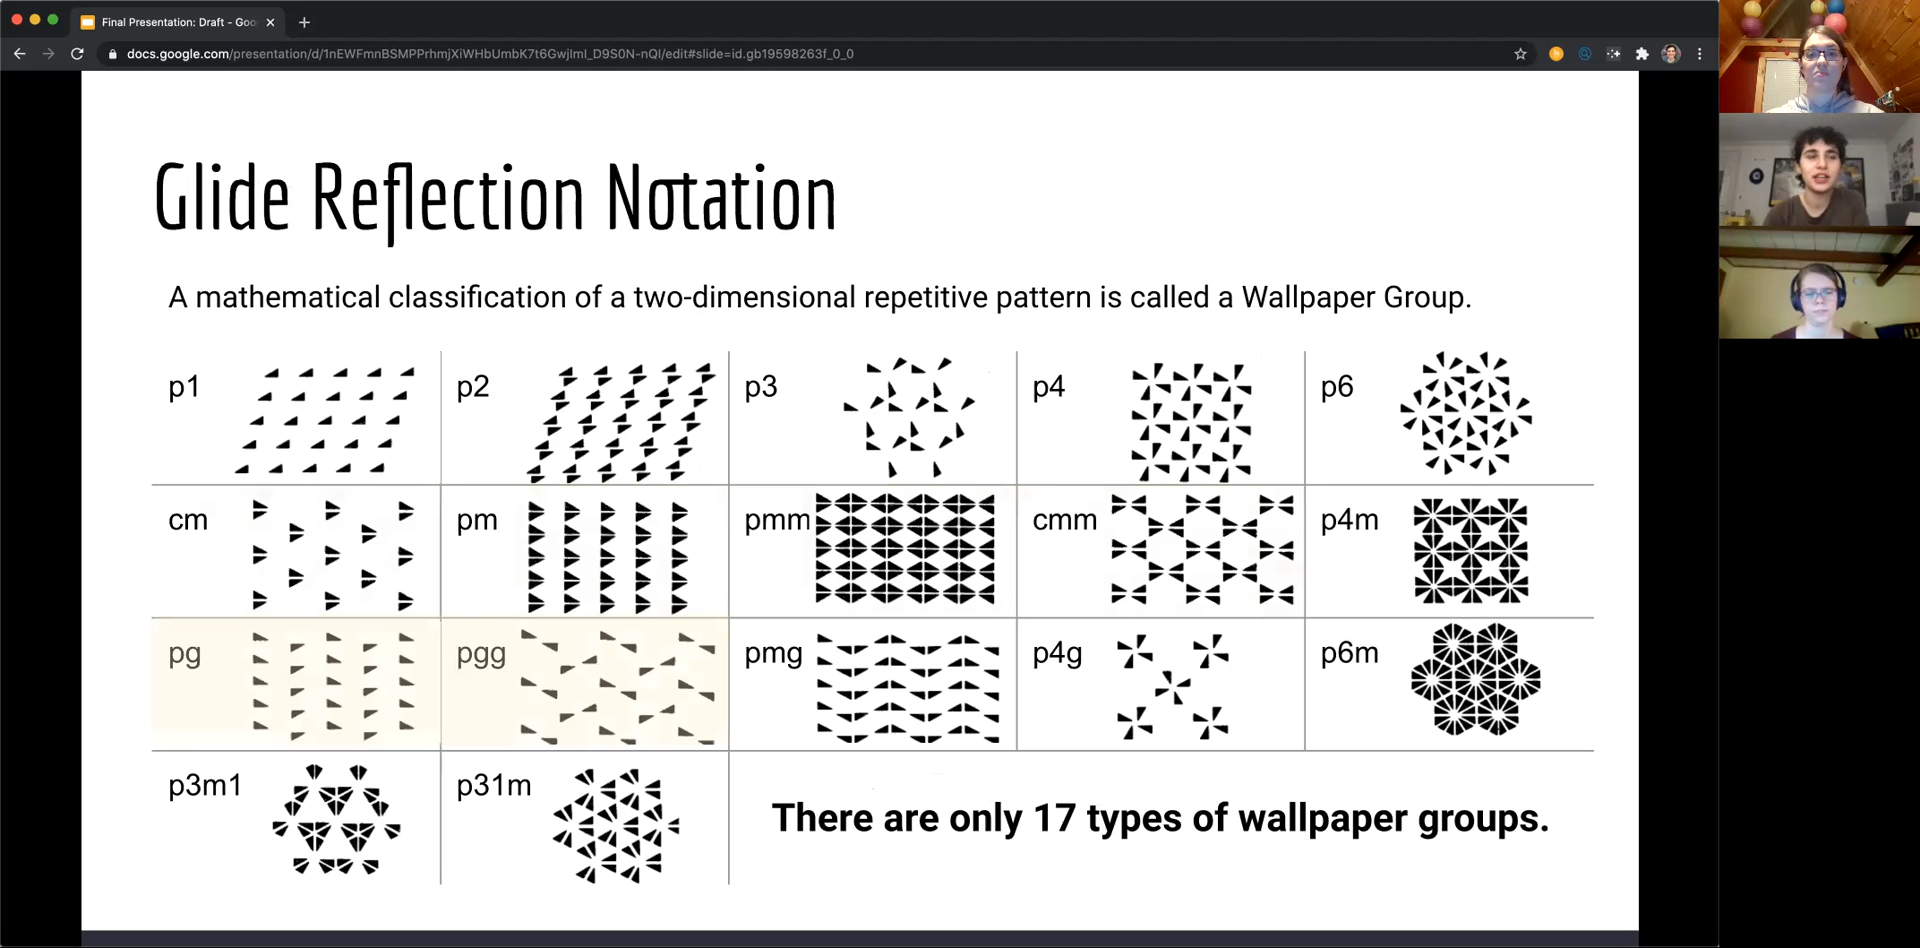 Final Presentation: Draft - Goo
docs.google.com/presentation/d/1nEWFmnBSMPPrhmjXiWHbUmbK7t6GwjImI_D9S0N-nQI/edit#slide=id.gb19598263f_0_0
Glide Reflection Notation
A mathematical classification of a two-dimensional repetitive pattern is called a Wallpaper Group.
p1 p2 p3 p4 p6
cm pm pmm cmm p4m
pg pgg pmg p4g p6m
p3m1 p31m
There are only 17 types of wallpaper groups.